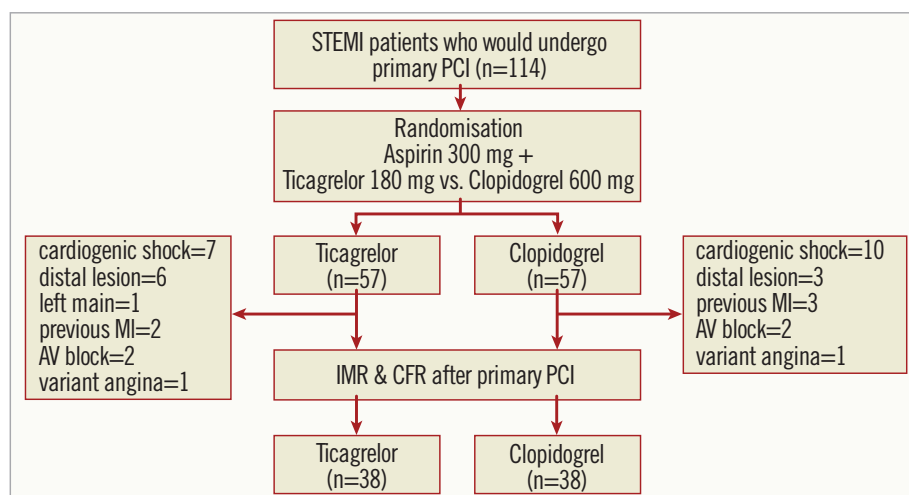 STEMI patients who would undergo
primary PCI (n=114)
Randomisation
Aspirin 300 mg +
Ticagrelor 180 mg vs. Clopidogrel 600 mg
cardiogenic shock=7
distal lesion=6
left main=1
previous MI=2
AV block=2
variant angina=1
Ticagrelor
(n=57)
Clopidogrel
(n=57)
cardiogenic shock=10
distal lesion=3
previous MI=3
AV block=2
variant angina=1
IMR & CFR after primary PCI
Ticagrelor
(n=38)
Clopidogrel
(n=38)